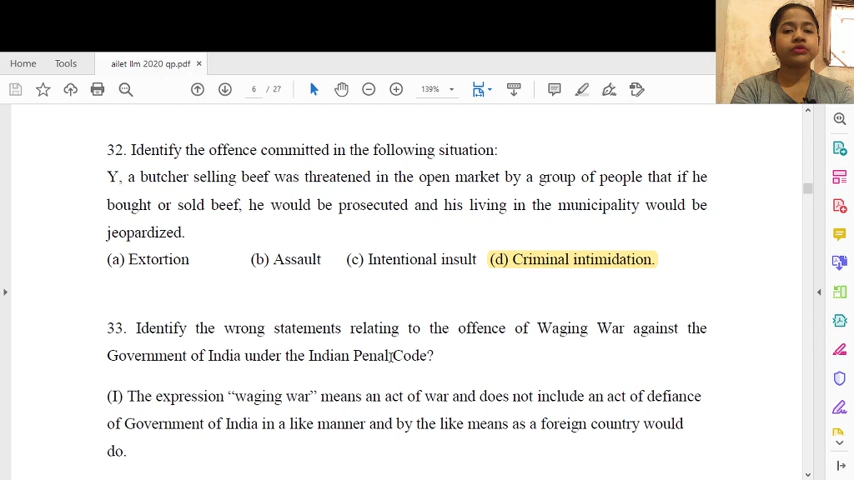 Home Tools ailet llm 2020 qp.pdf ×
6 / 27 139%
32. Identify the offence committed in the following situation:
Y, a butcher selling beef was threatened in the open market by a group of people that if he
bought or sold beef, he would be prosecuted and his living in the municipality would be
jeopardized.
(a) Extortion (b) Assault (c) Intentional insult (d) Criminal intimidation.
33. Identify the wrong statements relating to the offence of Waging War against the
Government of India under the Indian Penal Code?
(I) The expression “waging war” means an act of war and does not include an act of defiance
of Government of India in a like manner and by the like means as a foreign country would
do.